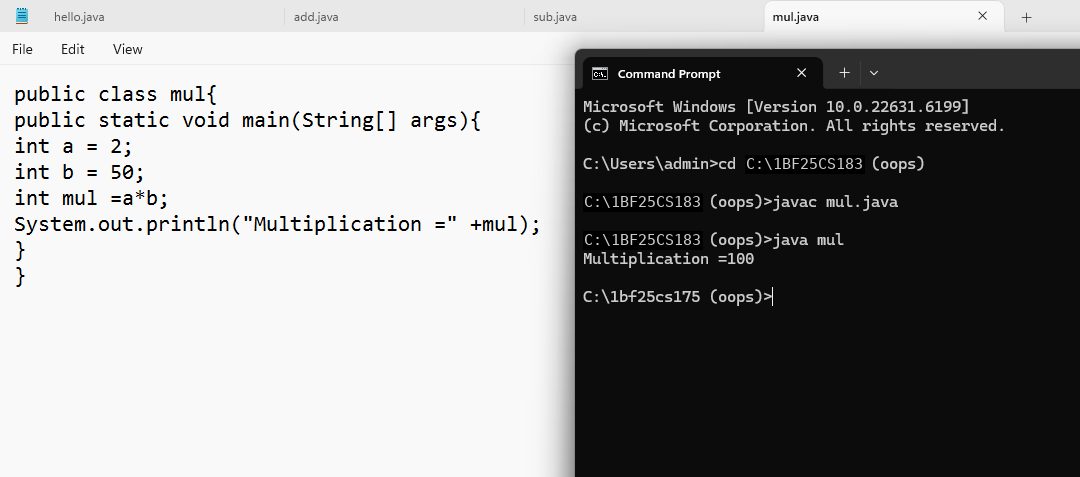 hello.java
add.java
sub.java
mul.java
File
Edit
View
public class mul{
public static void main(String[] args){
int a = 2;
int b = 50;
int mul =a*b;
System.out.println("Multiplication =" +mul);
}
}
Command Prompt
Microsoft Windows [Version 10.0.22631.6199]
(c) Microsoft Corporation. All rights reserved.
C:\Users\admin>cd C:\1BF25CS183 (oops)
C:\1BF25CS183 (oops)>javac mul.java
C:\1BF25CS183 (oops)>java mul
Multiplication =100
C:\1bf25cs175 (oops)>